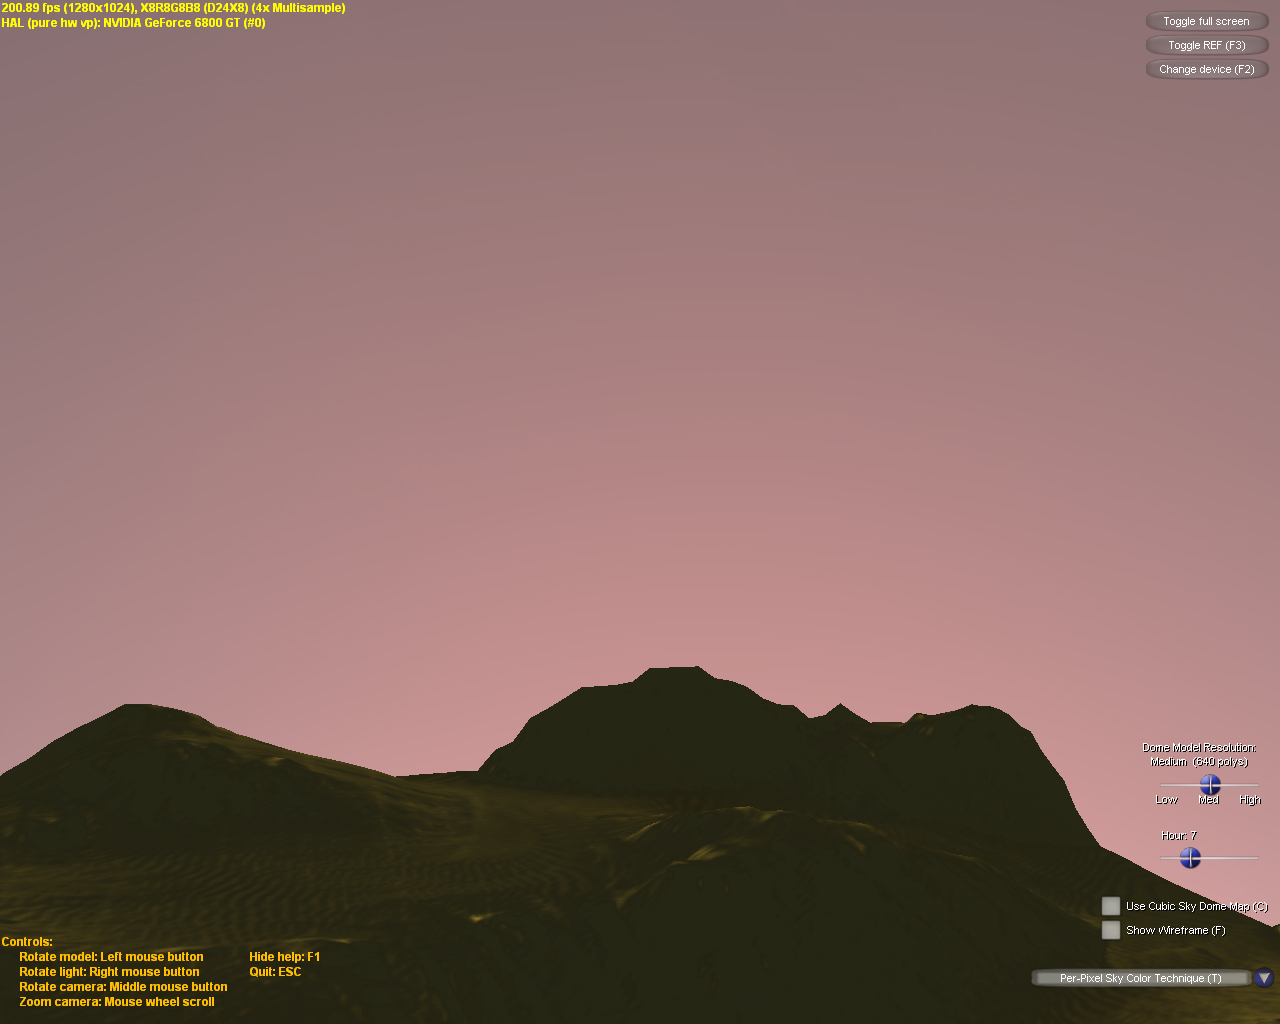 200.89 fps (1280x1024), X8R8G8B8 (D24X8) (4x Multisample)
HAL (pure hw vp): NVIDIA GeForce 6800 GT (#0)
Toggle full screen
Toggle REF (F3)
Change device (F2)
Dome Model Resolution:
Medium (640 polys)
Low Med High
Hour: 7
Use Cubic Sky Dome Map (C)
Show Wireframe (F)
Per-Pixel Sky Color Technique (T)
Controls:
Rotate model: Left mouse button Hide help: F1
Rotate light: Right mouse button Quit: ESC
Rotate camera: Middle mouse button
Zoom camera: Mouse wheel scroll